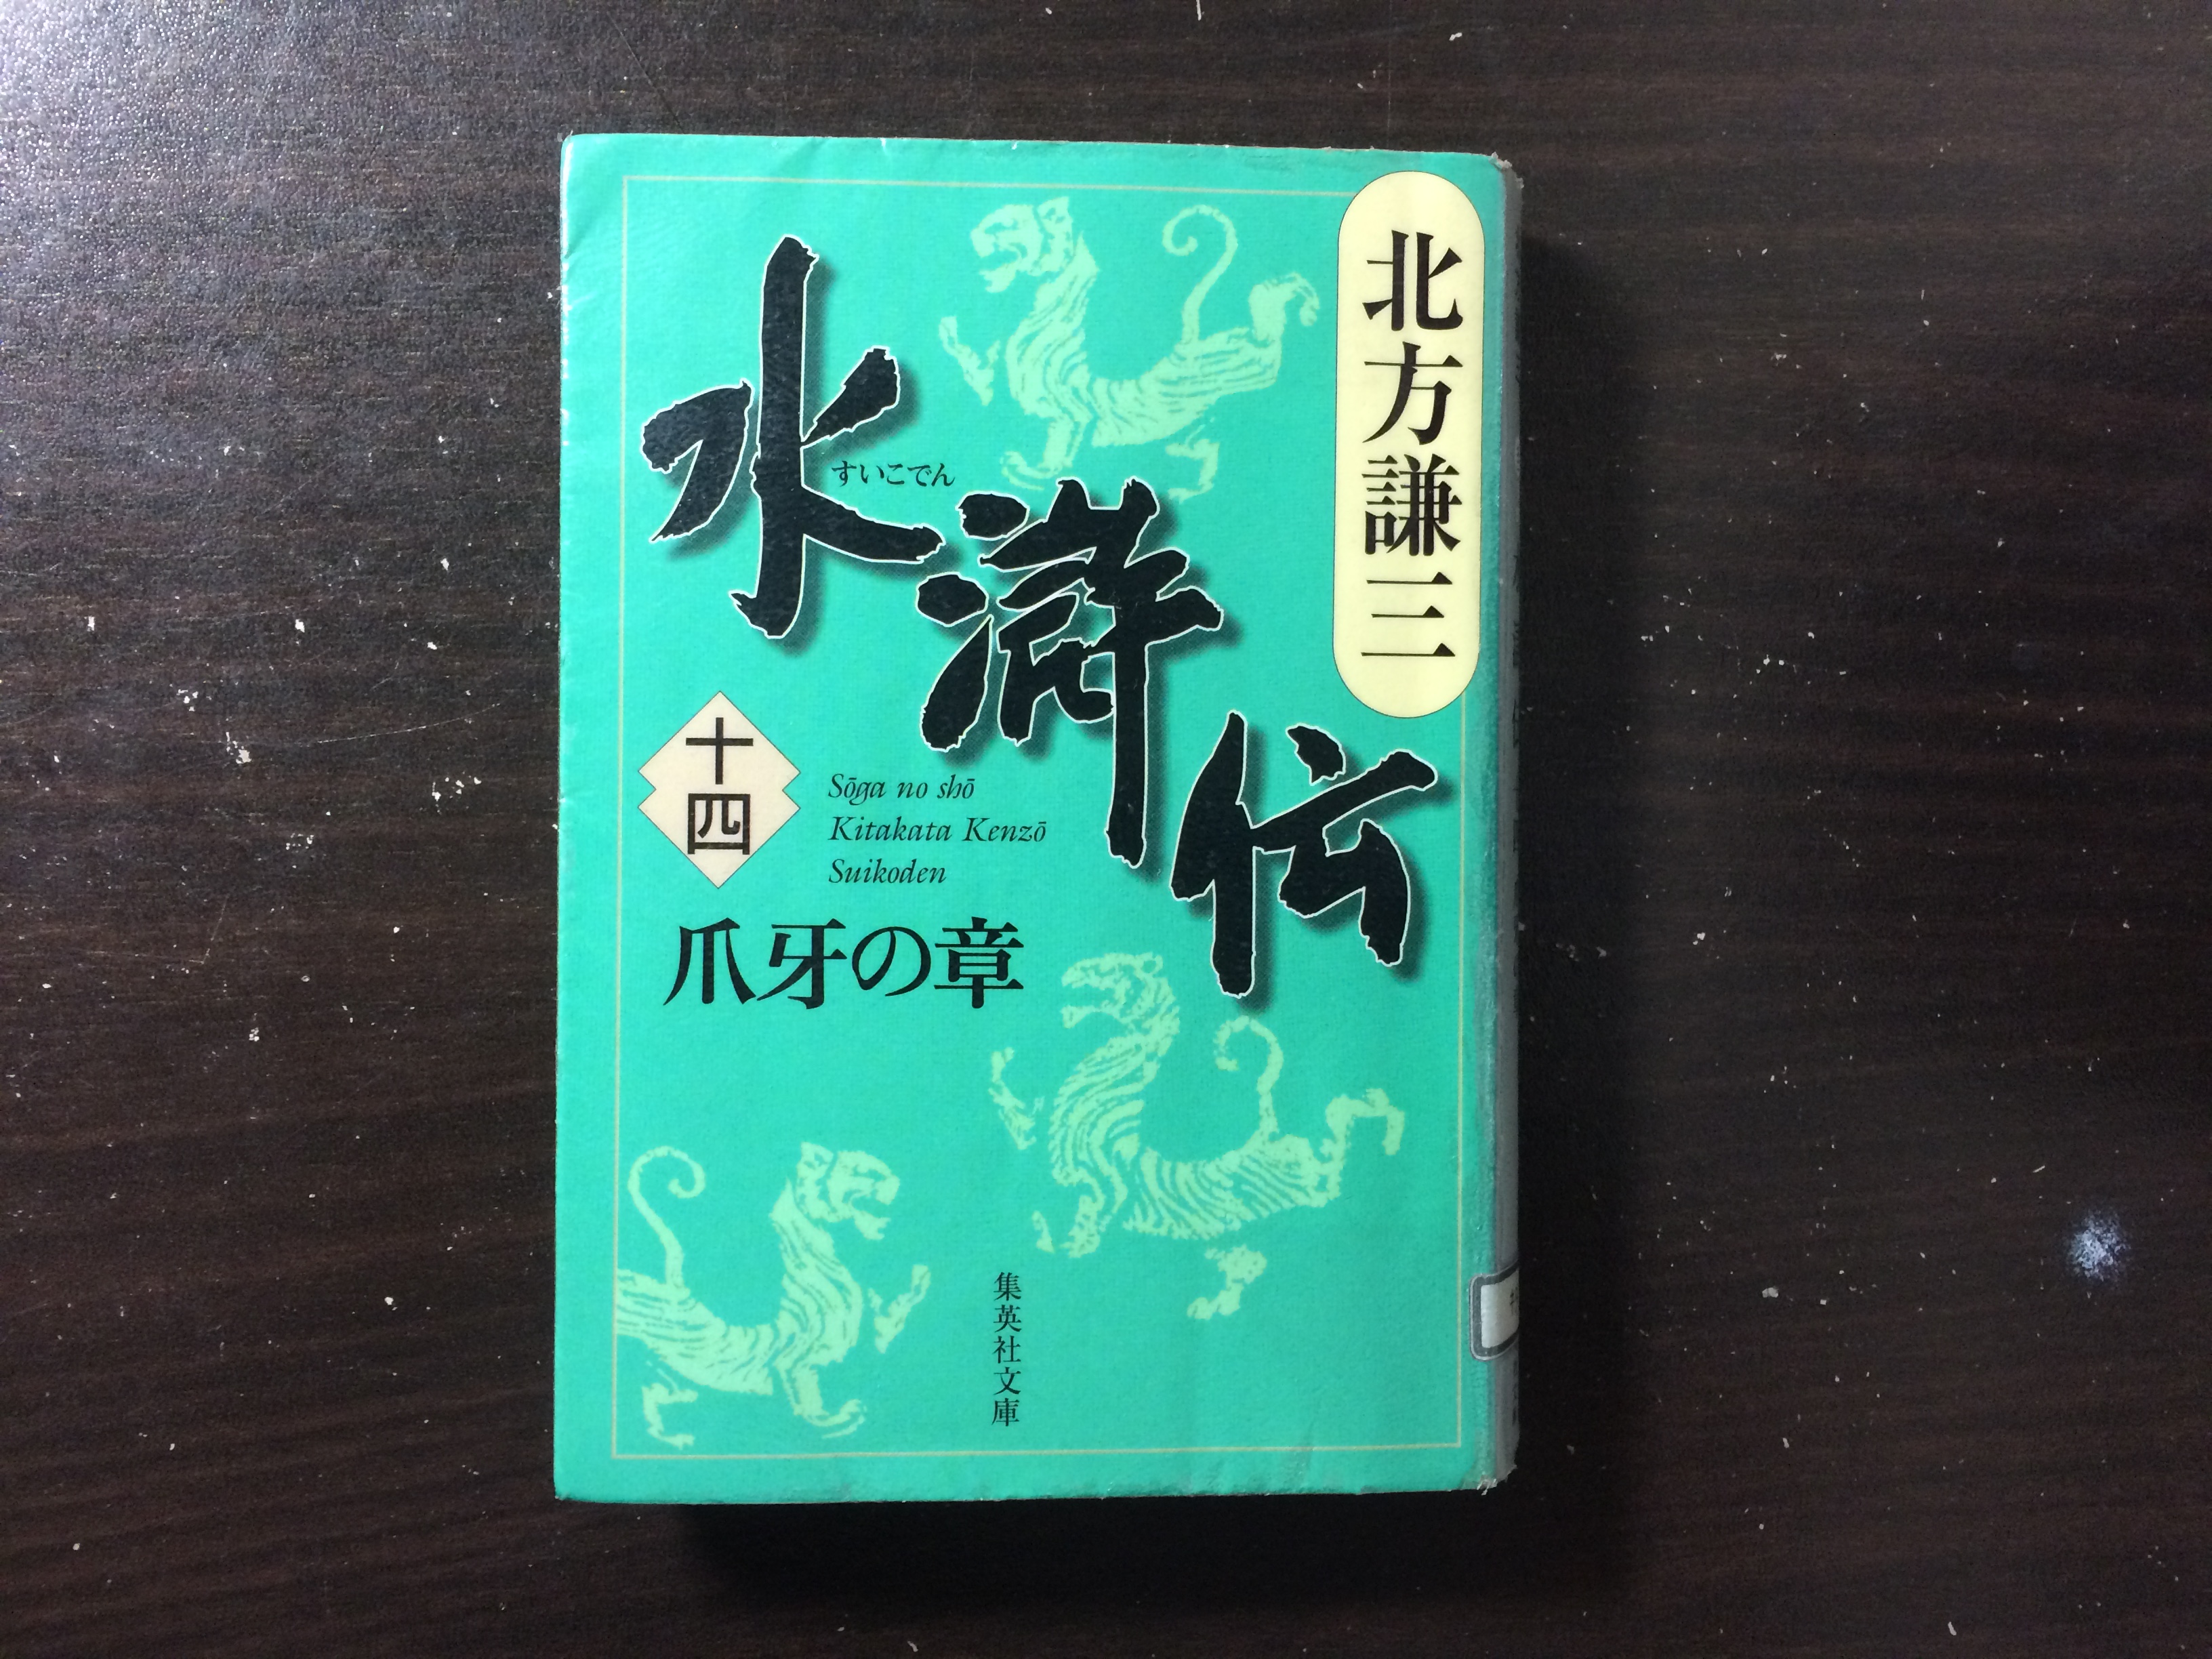 北方謙三
水滸伝
すいこでん
十四
Sōga no shō
Kitakata Kenzō
Suikoden
爪牙の章
集英社文庫